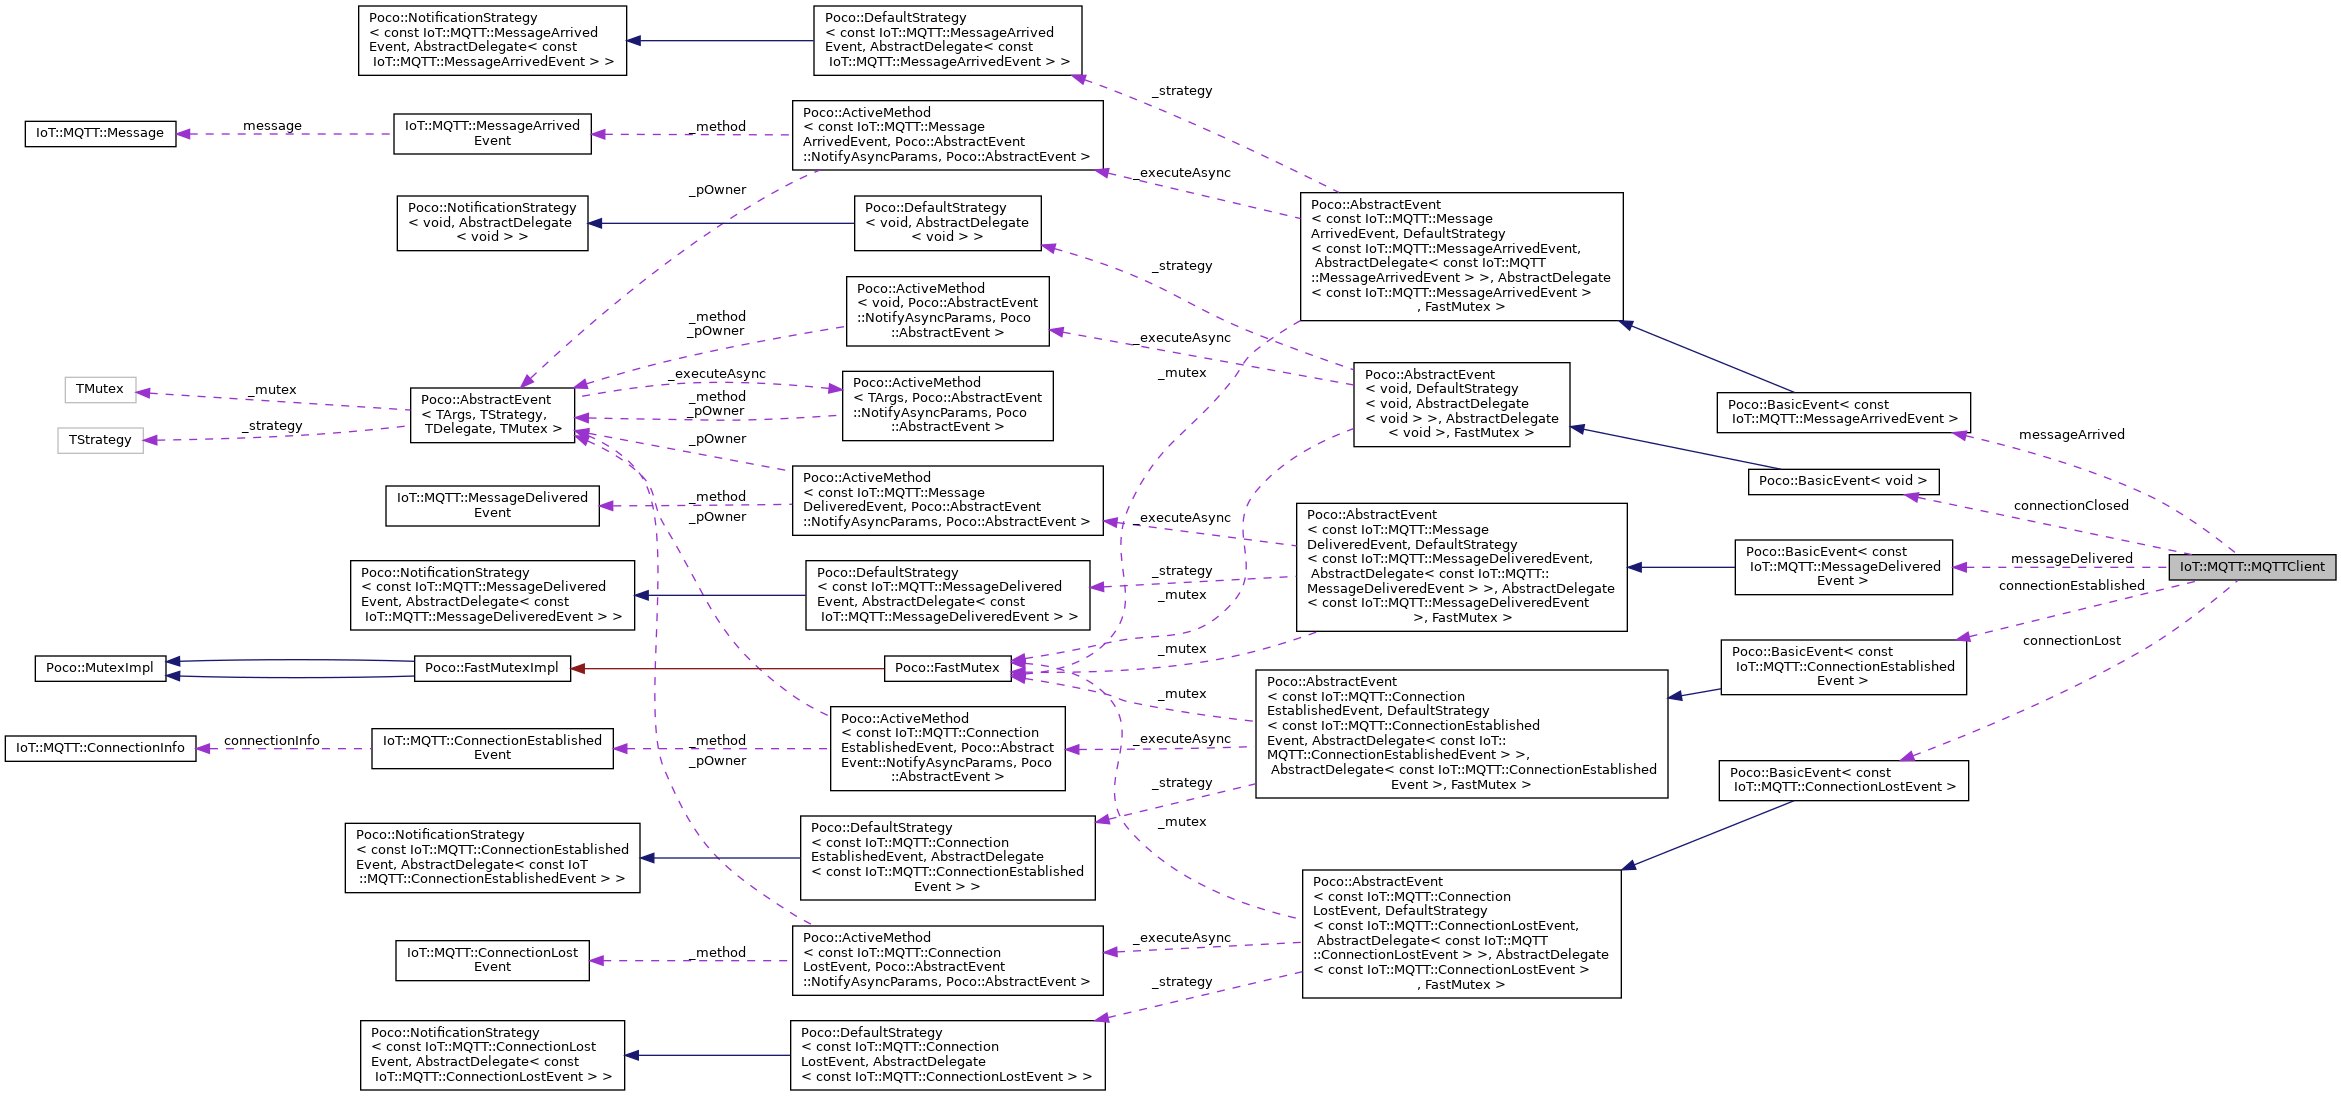 Poco::NotificationStrategy
< const IoT::MQTT::MessageArrived
Event, AbstractDelegate< const
IoT::MQTT::MessageArrivedEvent > >
Poco::DefaultStrategy
< const IoT::MQTT::MessageArrived
Event, AbstractDelegate< const
IoT::MQTT::MessageArrivedEvent > >
_strategy
IoT::MQTT::Message
message
IoT::MQTT::MessageArrived
Event
_method
Poco::ActiveMethod
< const IoT::MQTT::Message
ArrivedEvent, Poco::AbstractEvent
::NotifyAsyncParams, Poco::AbstractEvent >
_executeAsync
_pOwner
Poco::NotificationStrategy
< void, AbstractDelegate
< void > >
Poco::DefaultStrategy
< void, AbstractDelegate
< void > >
_strategy
Poco::AbstractEvent
< const IoT::MQTT::Message
ArrivedEvent, DefaultStrategy
< const IoT::MQTT::MessageArrivedEvent,
AbstractDelegate< const IoT::MQTT
::MessageArrivedEvent > >, AbstractDelegate
< const IoT::MQTT::MessageArrivedEvent >
, FastMutex >
Poco::ActiveMethod
< void, Poco::AbstractEvent
::NotifyAsyncParams, Poco
::AbstractEvent >
_method
_pOwner
_executeAsync
_mutex
TMutex
_mutex
TStrategy
_strategy
Poco::AbstractEvent
< TArgs, TStrategy,
TDelegate, TMutex >
_executeAsync
_method
_pOwner
Poco::ActiveMethod
< TArgs, Poco::AbstractEvent
::NotifyAsyncParams, Poco
::AbstractEvent >
Poco::AbstractEvent
< void, DefaultStrategy
< void, AbstractDelegate
< void > >, AbstractDelegate
< void >, FastMutex >
Poco::BasicEvent< const
IoT::MQTT::MessageArrivedEvent >
messageArrived
_pOwner
Poco::BasicEvent< void >
connectionClosed
IoT::MQTT::MessageDelivered
Event
_method
_pOwner
Poco::ActiveMethod
< const IoT::MQTT::Message
DeliveredEvent, Poco::AbstractEvent
::NotifyAsyncParams, Poco::AbstractEvent >
_executeAsync
Poco::AbstractEvent
< const IoT::MQTT::Message
DeliveredEvent, DefaultStrategy
< const IoT::MQTT::MessageDeliveredEvent,
AbstractDelegate< const IoT::MQTT::
MessageDeliveredEvent > >, AbstractDelegate
< const IoT::MQTT::MessageDeliveredEvent
>, FastMutex >
Poco::BasicEvent< const
IoT::MQTT::MessageDelivered
Event >
messageDelivered
IoT::MQTT::MQTTClient
Poco::NotificationStrategy
< const IoT::MQTT::MessageDelivered
Event, AbstractDelegate< const
IoT::MQTT::MessageDeliveredEvent > >
Poco::DefaultStrategy
< const IoT::MQTT::MessageDelivered
Event, AbstractDelegate< const
IoT::MQTT::MessageDeliveredEvent > >
_strategy
_mutex
connectionEstablished
Poco::MutexImpl
Poco::FastMutexImpl
Poco::FastMutex
_mutex
_mutex
Poco::BasicEvent< const
IoT::MQTT::ConnectionEstablished
Event >
connectionLost
Poco::AbstractEvent
< const IoT::MQTT::Connection
EstablishedEvent, DefaultStrategy
< const IoT::MQTT::ConnectionEstablished
Event, AbstractDelegate< const IoT::
MQTT::ConnectionEstablishedEvent > >,
AbstractDelegate< const IoT::MQTT::ConnectionEstablished
Event >, FastMutex >
IoT::MQTT::ConnectionInfo
connectionInfo
IoT::MQTT::ConnectionEstablished
Event
_method
_pOwner
Poco::ActiveMethod
< const IoT::MQTT::Connection
EstablishedEvent, Poco::Abstract
Event::NotifyAsyncParams, Poco
::AbstractEvent >
_executeAsync
_strategy
_mutex
Poco::BasicEvent< const
IoT::MQTT::ConnectionLostEvent >
Poco::NotificationStrategy
< const IoT::MQTT::ConnectionEstablished
Event, AbstractDelegate< const IoT
::MQTT::ConnectionEstablishedEvent > >
Poco::DefaultStrategy
< const IoT::MQTT::Connection
EstablishedEvent, AbstractDelegate
< const IoT::MQTT::ConnectionEstablished
Event > >
Poco::AbstractEvent
< const IoT::MQTT::Connection
LostEvent, DefaultStrategy
< const IoT::MQTT::ConnectionLostEvent,
AbstractDelegate< const IoT::MQTT
::ConnectionLostEvent > >, AbstractDelegate
< const IoT::MQTT::ConnectionLostEvent >
, FastMutex >
IoT::MQTT::ConnectionLost
Event
_method
Poco::ActiveMethod
< const IoT::MQTT::Connection
LostEvent, Poco::AbstractEvent
::NotifyAsyncParams, Poco::AbstractEvent >
_executeAsync
_strategy
Poco::NotificationStrategy
< const IoT::MQTT::ConnectionLost
Event, AbstractDelegate< const
IoT::MQTT::ConnectionLostEvent > >
Poco::DefaultStrategy
< const IoT::MQTT::Connection
LostEvent, AbstractDelegate
< const IoT::MQTT::ConnectionLostEvent > >